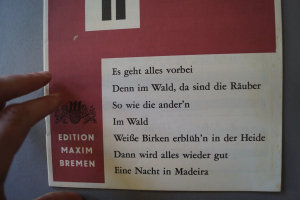 Es geht alles vorbei
Denn im Wald, da sind die Räuber
So wie die ander'n
Im Wald
Weiße Birken erblüh'n in der Heide
Dann wird alles wieder gut
Eine Nacht in Madeira
EDITION
MAXIM
BREMEN